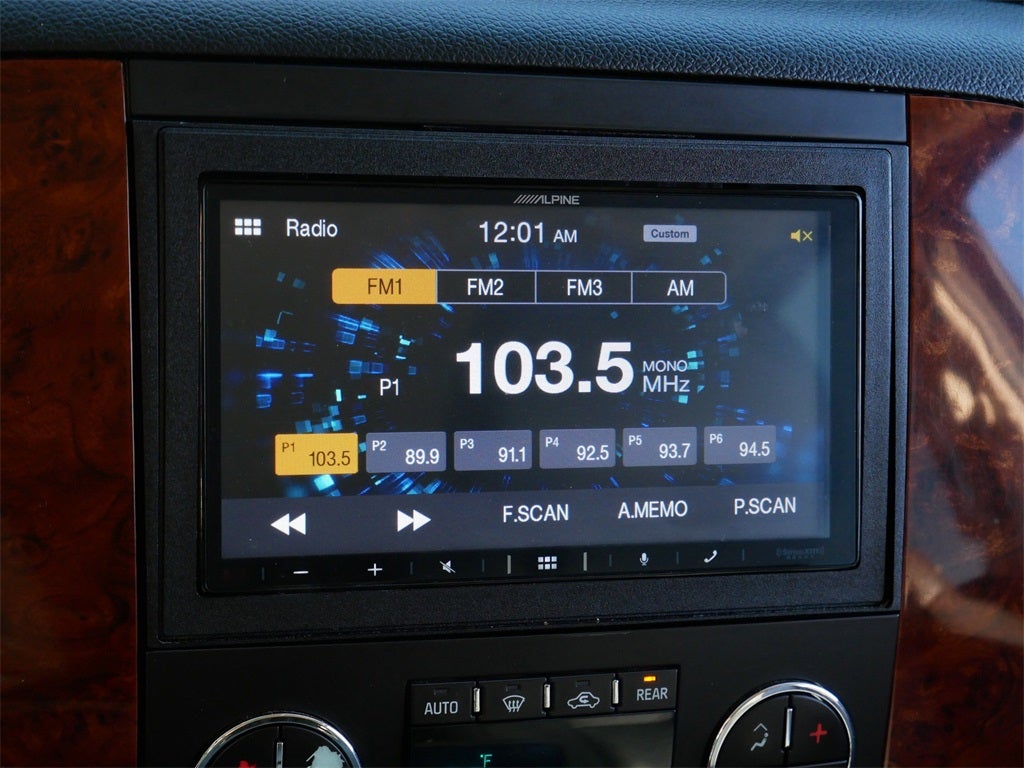 ALPINE
Radio 12:01 AM Custom
FM1 FM2 FM3 AM
P1 103.5 MONO MHz
P1 103.5 P2 89.9 P3 91.1 P4 92.5 P5 93.7 P6 94.5
F.SCAN A.MEMO P.SCAN
− +
SiriusXM
AUTO REAR
°F
+